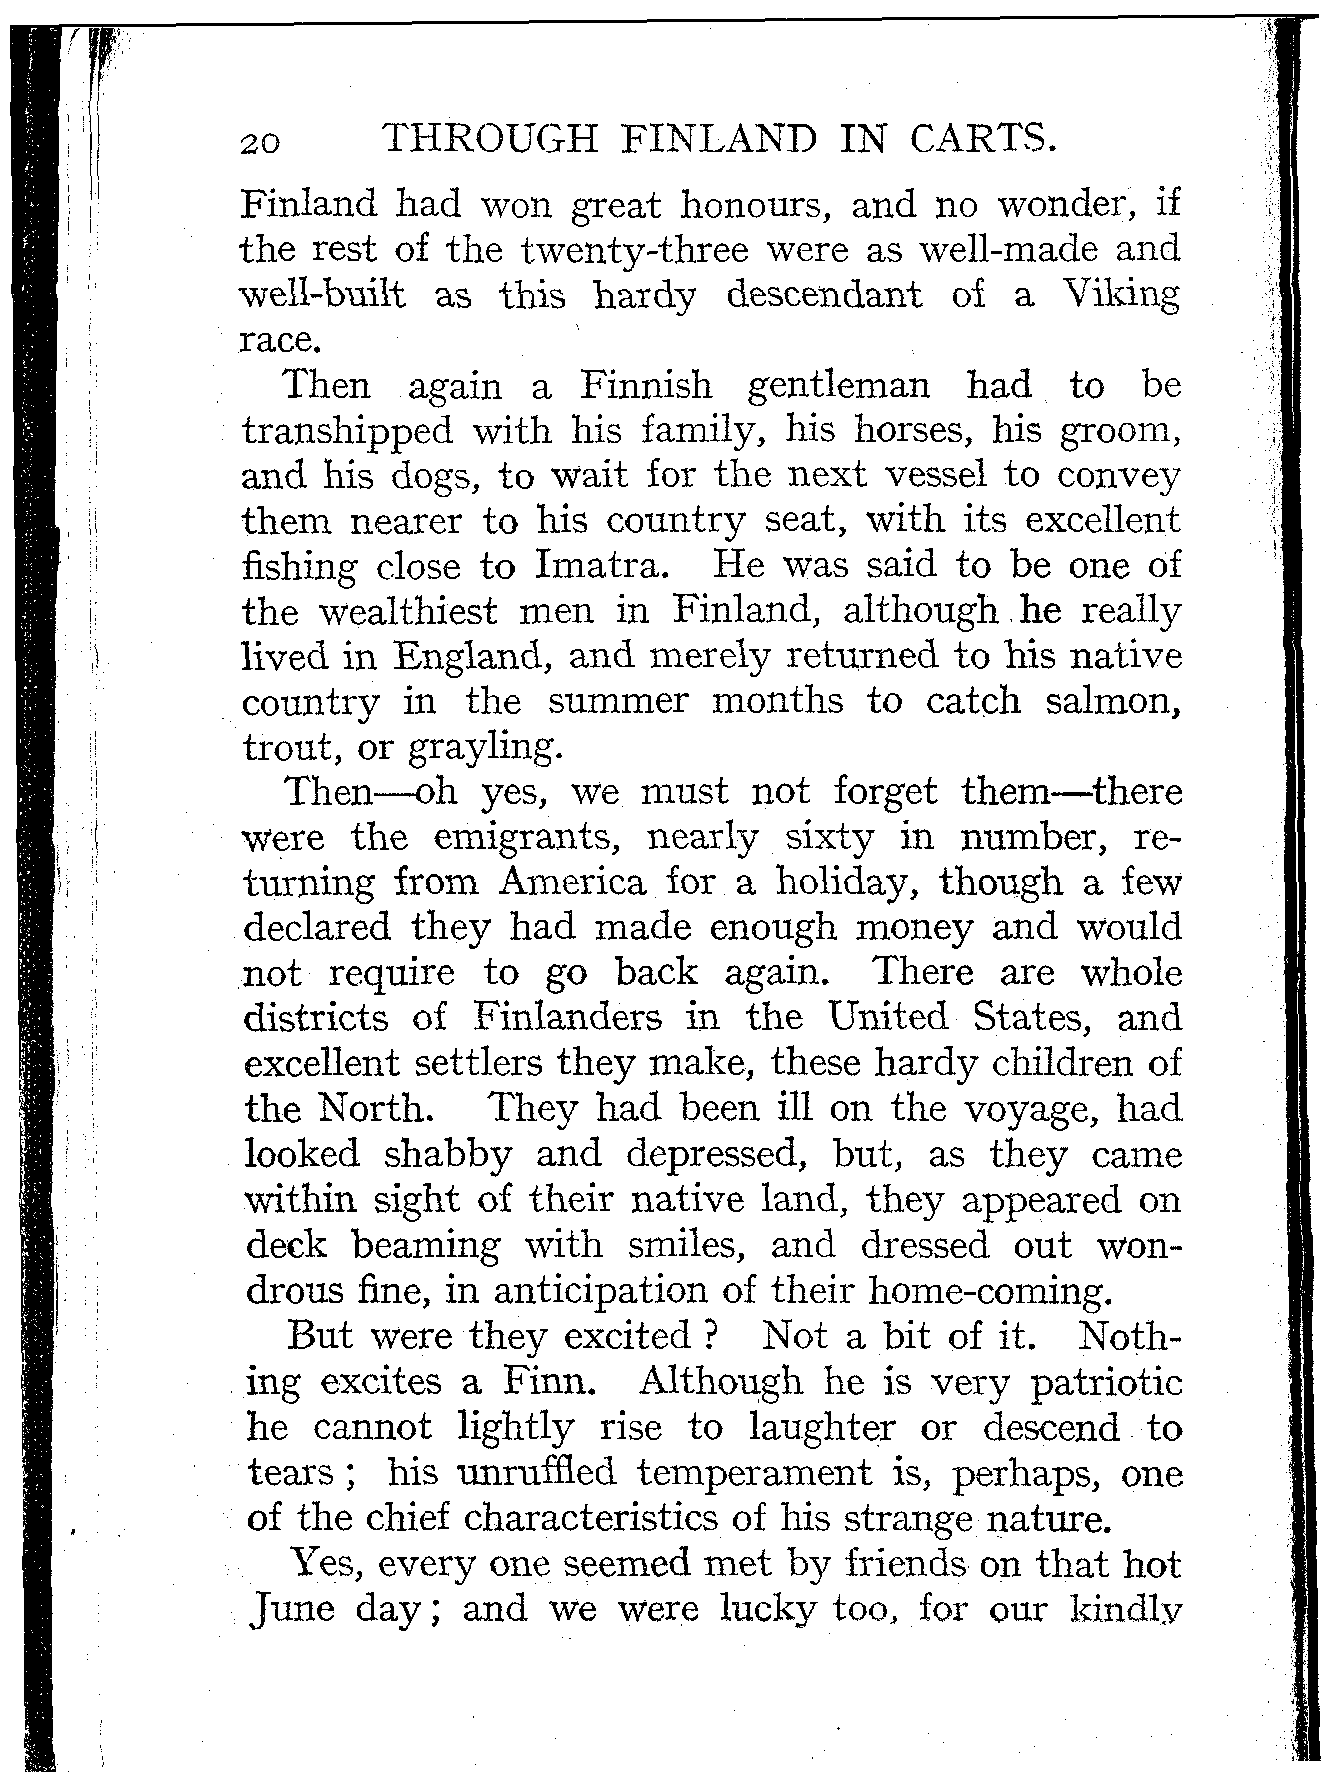 20 THROUGH FINLAND IN CARTS.
Finland had won great honours, and no wonder, if
the rest of the twenty-three were as well-made and
well-built as this hardy descendant of a Viking
race.
Then again a Finnish gentleman had to be
transhipped with his family, his horses, his groom,
and his dogs, to wait for the next vessel to convey
them nearer to his country seat, with its excellent
fishing close to Imatra. He was said to be one of
the wealthiest men in Finland, although he really
lived in England, and merely returned to his native
country in the summer months to catch salmon,
trout, or grayling.
Then—oh yes, we must not forget them—there
were the emigrants, nearly sixty in number, re-
turning from America for a holiday, though a few
declared they had made enough money and would
not require to go back again. There are whole
districts of Finlanders in the United States, and
excellent settlers they make, these hardy children of
the North. They had been ill on the voyage, had
looked shabby and depressed, but, as they came
within sight of their native land, they appeared on
deck beaming with smiles, and dressed out won-
drous fine, in anticipation of their home-coming.
But were they excited ? Not a bit of it. Noth-
ing excites a Finn. Although he is very patriotic
he cannot lightly rise to laughter or descend to
tears ; his unruffled temperament is, perhaps, one
of the chief characteristics of his strange nature.
Yes, every one seemed met by friends on that hot
June day ; and we were lucky too, for our kindly